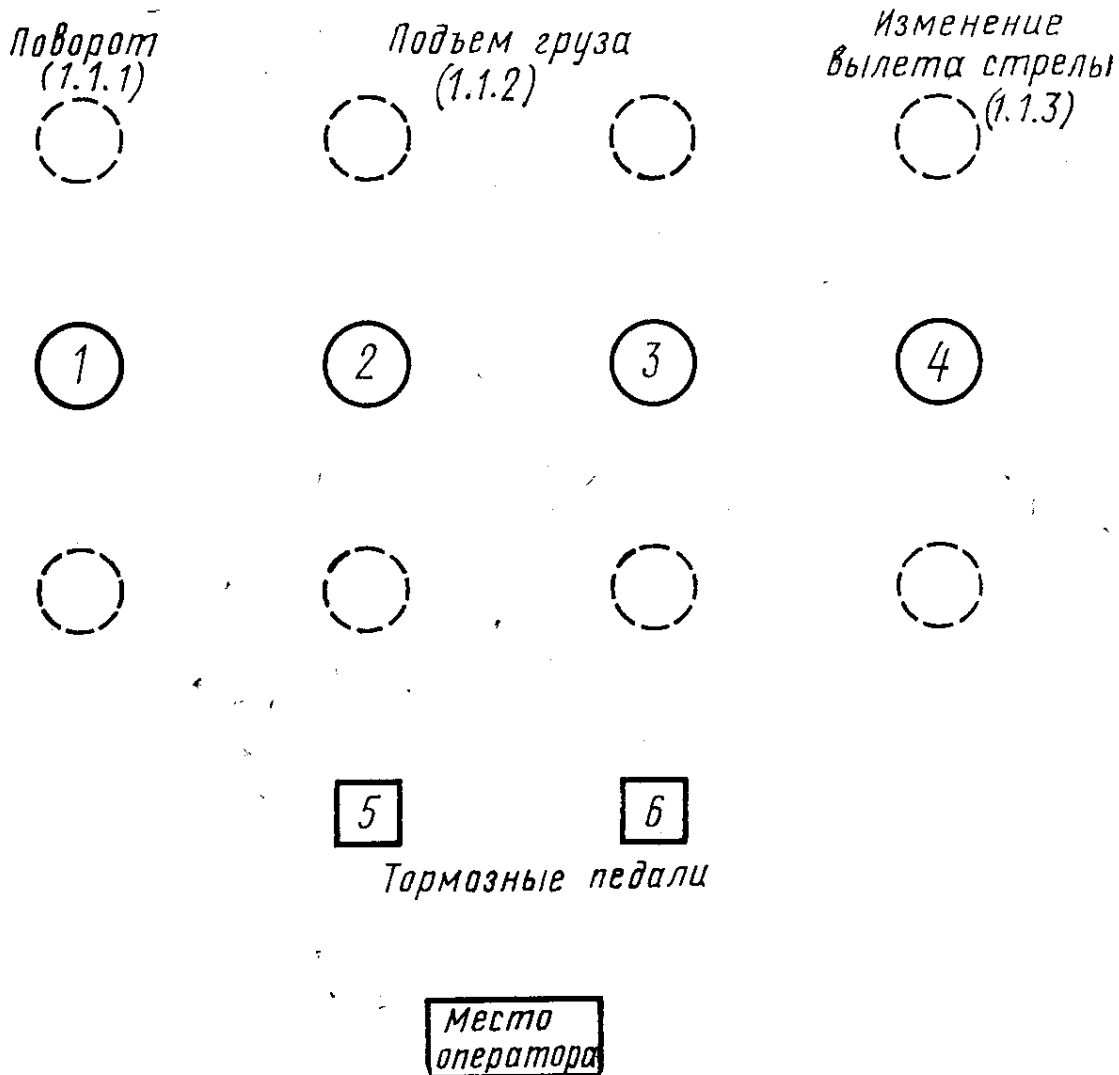 Поворот
(1.1.1)
Подъем груза
(1.1.2)
Изменение
вылета стрелы
(1.1.3)
1
2
3
4
5
6
Тормазные педали
Место
оператора